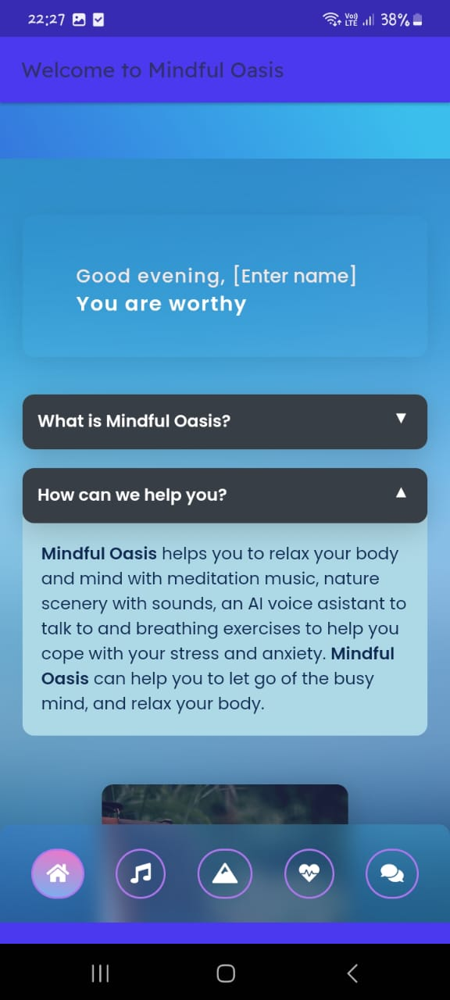 22:27
Vo))
LTE
38%
Welcome to Mindful Oasis
Good evening, [Enter name]
You are worthy
What is Mindful Oasis?
How can we help you?
Mindful Oasis helps you to relax your body
and mind with meditation music, nature
scenery with sounds, an AI voice asistant to
talk to and breathing exercises to help you
cope with your stress and anxiety. Mindful
Oasis can help you to let go of the busy
mind, and relax your body.